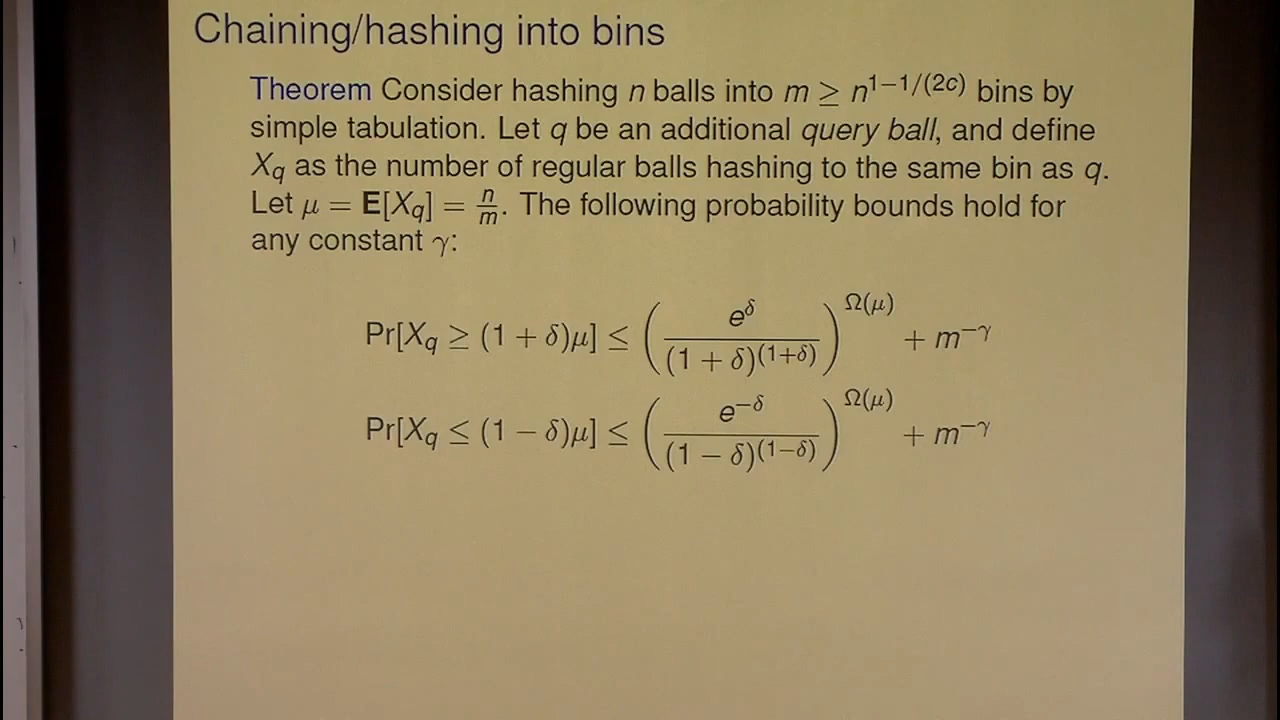 Chaining/hashing into bins
Theorem Consider hashing n balls into m ≥ n^{1−1/(2c)} bins by
simple tabulation. Let q be an additional query ball, and define
X_q as the number of regular balls hashing to the same bin as q.
Let μ = E[X_q] = n/m. The following probability bounds hold for
any constant γ:
Pr[X_q ≥ (1 + δ)μ] ≤ (e^δ / (1 + δ)^{(1+δ)})^{Ω(μ)} + m^{−γ}
Pr[X_q ≤ (1 − δ)μ] ≤ (e^{−δ} / (1 − δ)^{(1−δ)})^{Ω(μ)} + m^{−γ}